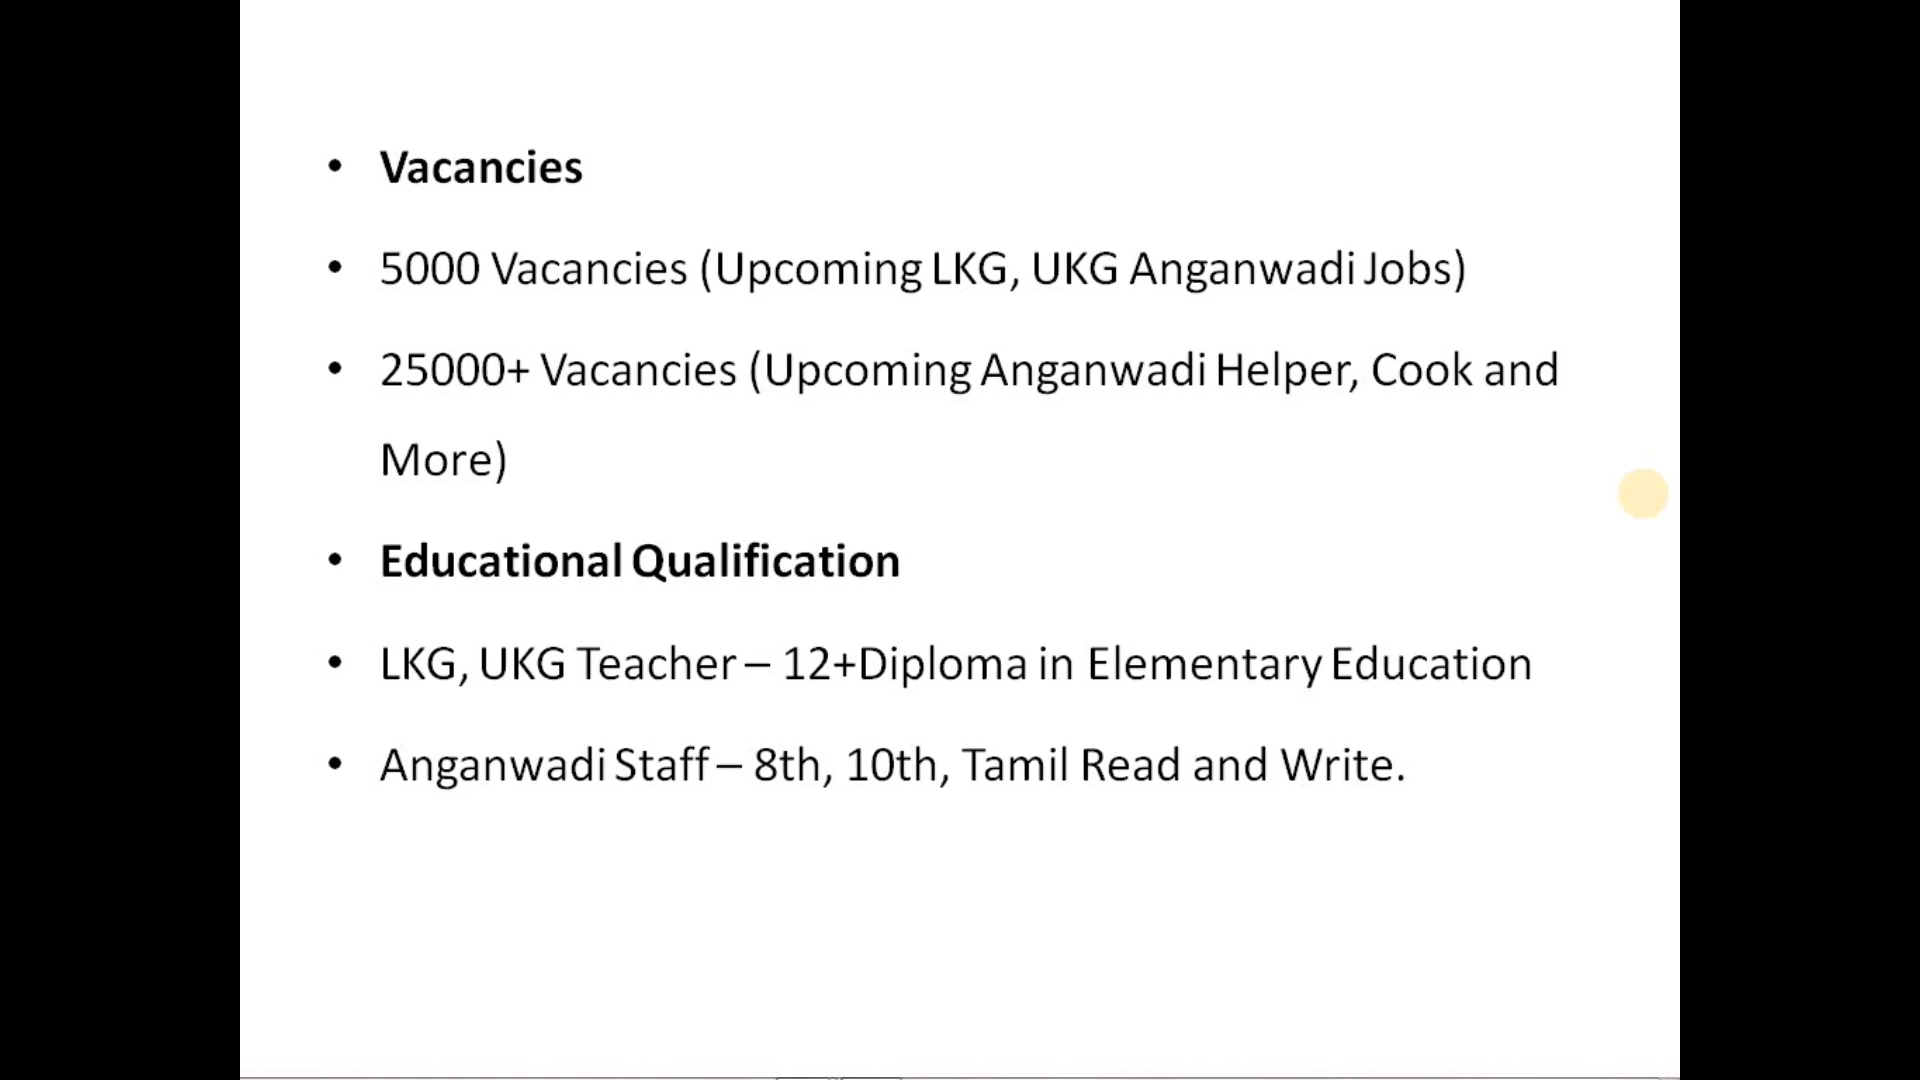 • Vacancies
• 5000 Vacancies (Upcoming LKG, UKG Anganwadi Jobs)
• 25000+ Vacancies (Upcoming Anganwadi Helper, Cook and
More)
• Educational Qualification
• LKG, UKG Teacher – 12+Diploma in Elementary Education
• Anganwadi Staff – 8th, 10th, Tamil Read and Write.